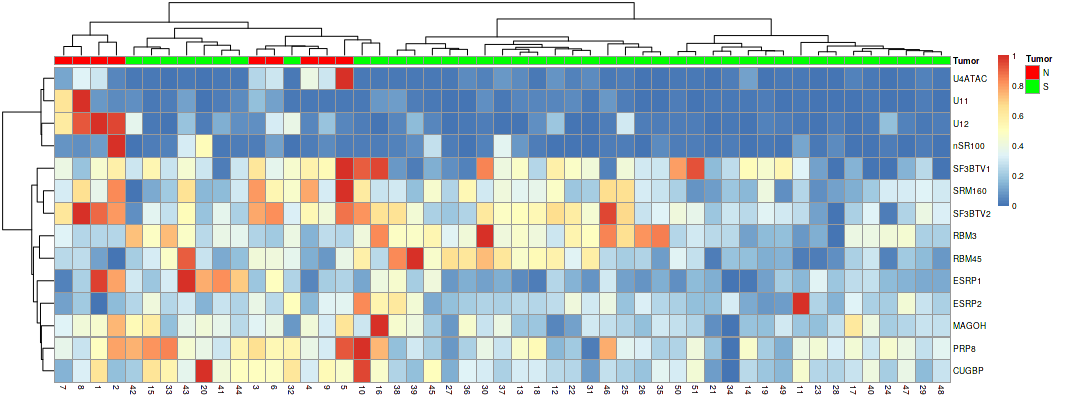 Tumor
U4ATAC
U11
U12
nSR100
SF3BTV1
SRM160
SF3BTV2
RBM3
RBM45
ESRP1
ESRP2
MAGOH
PRP8
CUGBP
7 8 1 2 42 15 33 43 20 41 44 3 6 32 4 9 5 10 16 38 39 45 27 36 30 37 13 18 12 22 31 46 25 26 35 50 51 21 34 14 19 49 11 23 28 17 40 24 47 29 48
1
0.8
0.6
0.4
0.2
0
Tumor
N
S